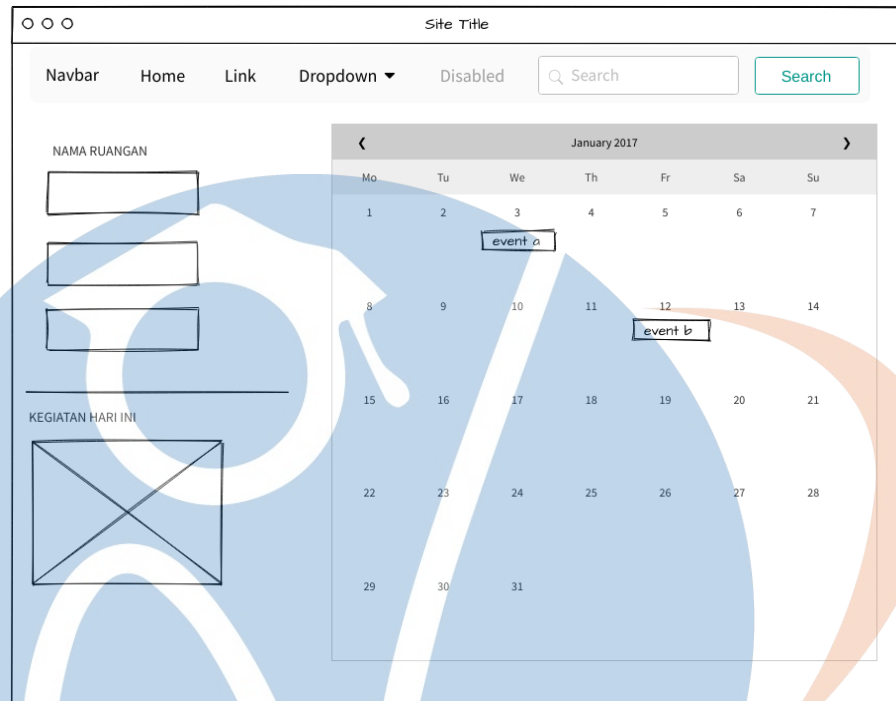 Site Title
Navbar Home Link Dropdown Disabled Search Search
NAMA RUANGAN
KEGIATAN HARI INI
January 2017
Mo Tu We Th Fr Sa Su
1 2 3 4 5 6 7
event a
8 9 10 11 12 13 14
event b
15 16 17 18 19 20 21
22 23 24 25 26 27 28
29 30 31